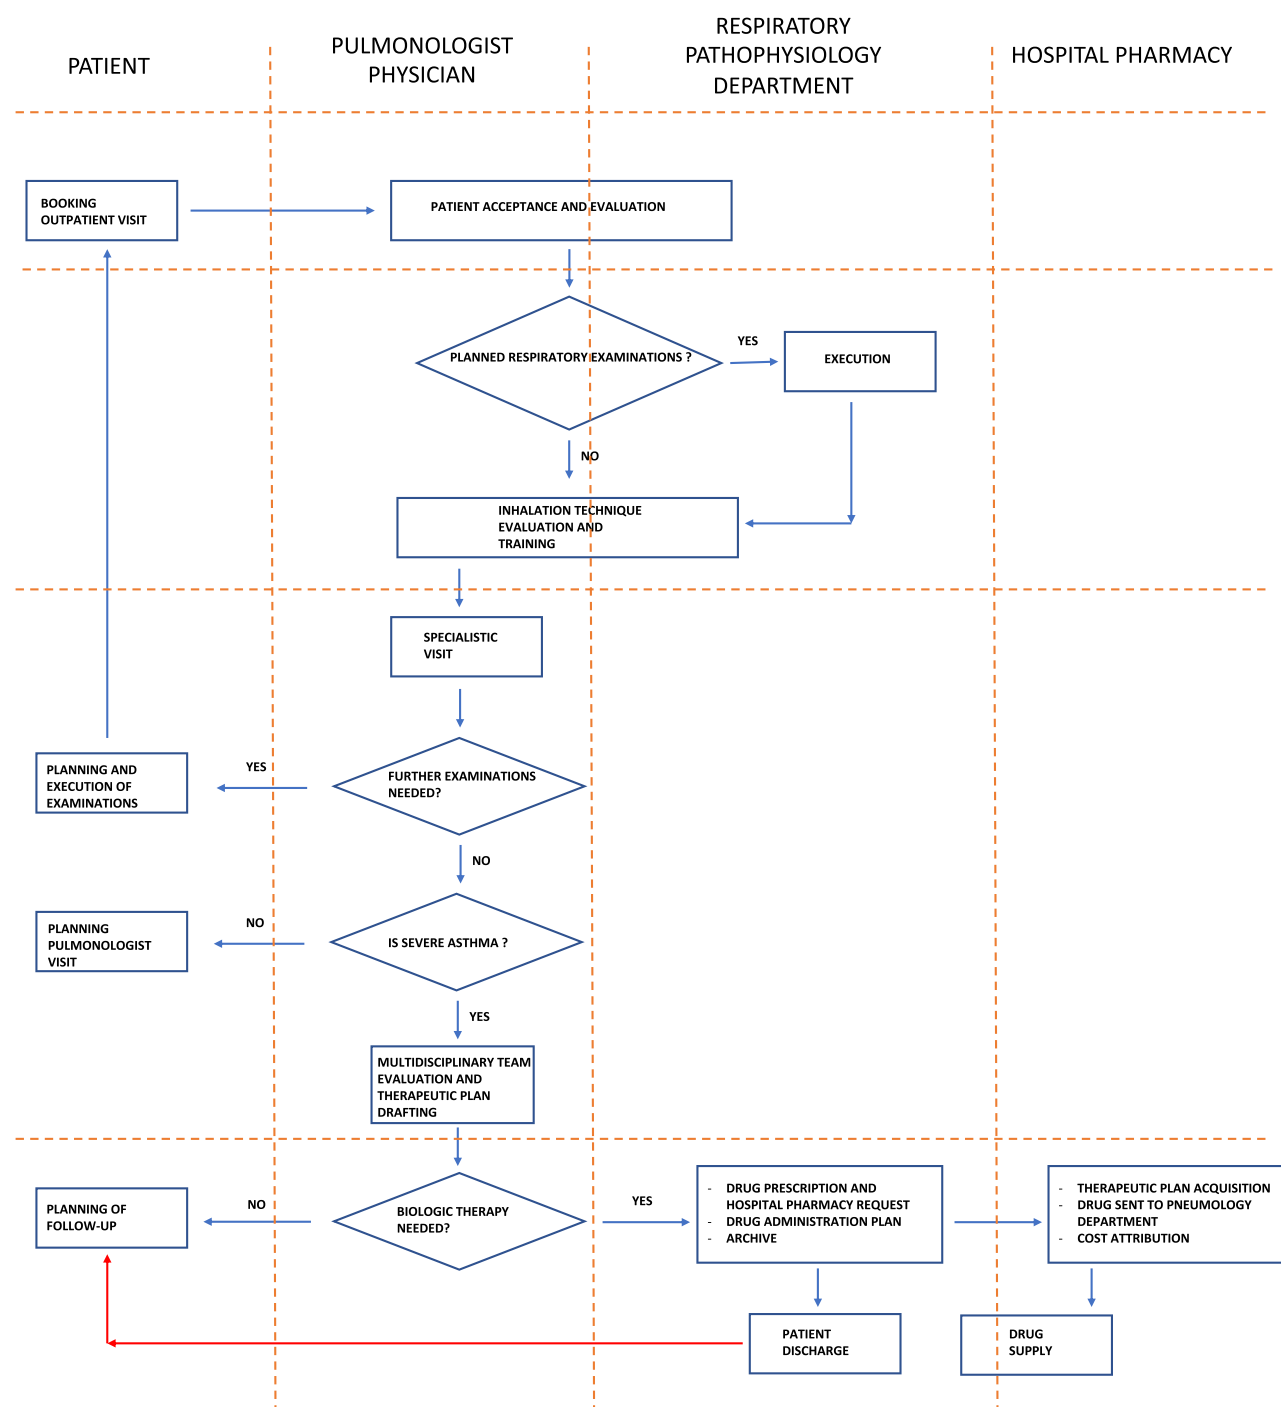 PATIENT
PULMONOLOGIST
PHYSICIAN
RESPIRATORY
PATHOPHYSIOLOGY
DEPARTMENT
HOSPITAL PHARMACY
BOOKING
OUTPATIENT VISIT
PATIENT ACCEPTANCE AND EVALUATION
PLANNED RESPIRATORY EXAMINATIONS ?
YES
EXECUTION
NO
INHALATION TECHNIQUE
EVALUATION AND
TRAINING
SPECIALISTIC
VISIT
PLANNING AND
EXECUTION OF
EXAMINATIONS
YES
FURTHER EXAMINATIONS
NEEDED?
NO
PLANNING
PULMONOLOGIST
VISIT
NO
IS SEVERE ASTHMA ?
YES
MULTIDISCIPLINARY TEAM
EVALUATION AND
THERAPEUTIC PLAN
DRAFTING
PLANNING OF
FOLLOW-UP
NO
BIOLOGIC THERAPY
NEEDED?
YES
- DRUG PRESCRIPTION AND
HOSPITAL PHARMACY REQUEST
- DRUG ADMINISTRATION PLAN
- ARCHIVE
- THERAPEUTIC PLAN ACQUISITION
- DRUG SENT TO PNEUMOLOGY
DEPARTMENT
- COST ATTRIBUTION
PATIENT
DISCHARGE
DRUG
SUPPLY